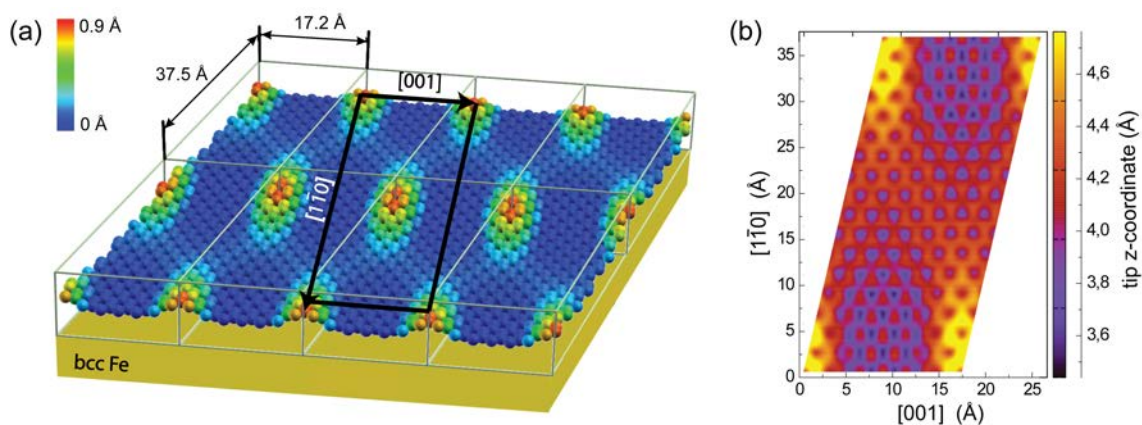 (a)
0.9 Å
0 Å
17.2 Å
37.5 Å
[001]
[11̅0]
bcc Fe
(b)
35
30
25
20
15
10
5
0
[11̅0] (Å)
0 5 10 15 20 25
[001] (Å)
4,6
4,4
4,2
4,0
3,8
3,6
tip z-coordinate (Å)